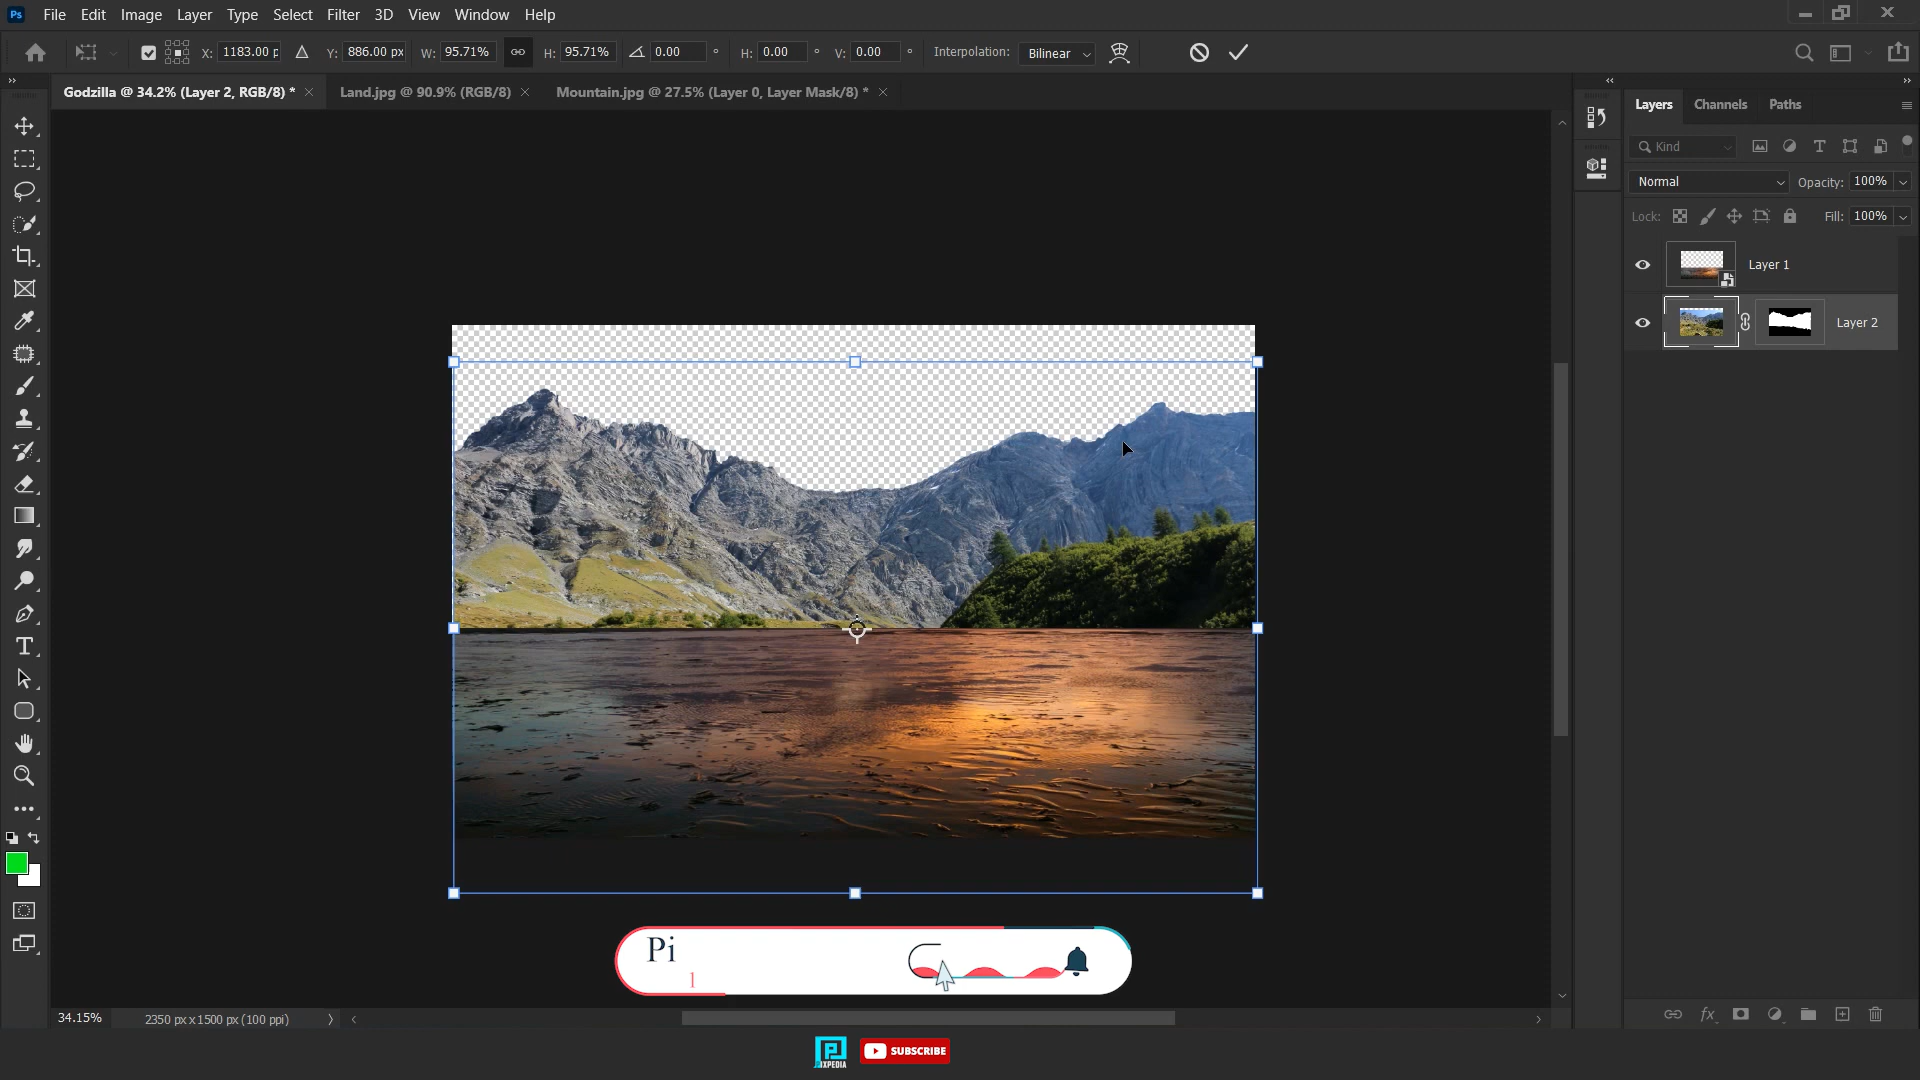 Ps File Edit Image Layer Type Select Filter 3D View Window Help
X: 1183.00 p Y: 886.00 px W: 95.71% H: 95.71% 0.00 ° H: 0.00 ° V: 0.00 ° Interpolation: Bilinear
Godzilla @ 34.2% (Layer 2, RGB/8) * × Land.jpg @ 90.9% (RGB/8) × Mountain.jpg @ 27.5% (Layer 0, Layer Mask/8) * ×
Layers Channels Paths
Kind
Normal Opacity: 100%
Lock: Fill: 100%
Layer 1
Layer 2
Pi
1
34.15% 2350 px x 1500 px (100 ppi)
PIXPEDIA SUBSCRIBE